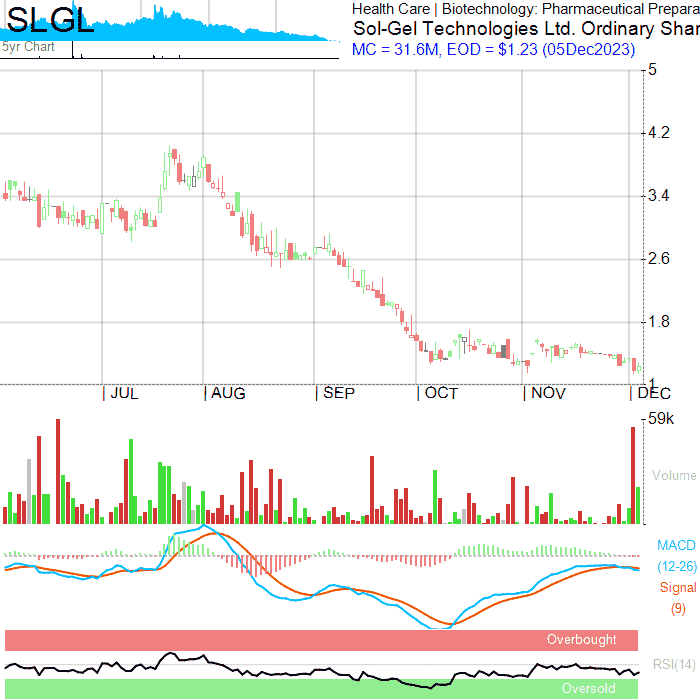 SLGL
5yr Chart
Health Care | Biotechnology: Pharmaceutical Prepara
Sol-Gel Technologies Ltd. Ordinary Shar
MC = 31.6M, EOD = $1.23 (05Dec2023)
5
4.2
3.4
2.6
1.8
1
JUL AUG SEP OCT NOV DEC
59k
Volume
MACD
(12-26)
Signal
(9)
Overbought
RSI(14)
Oversold